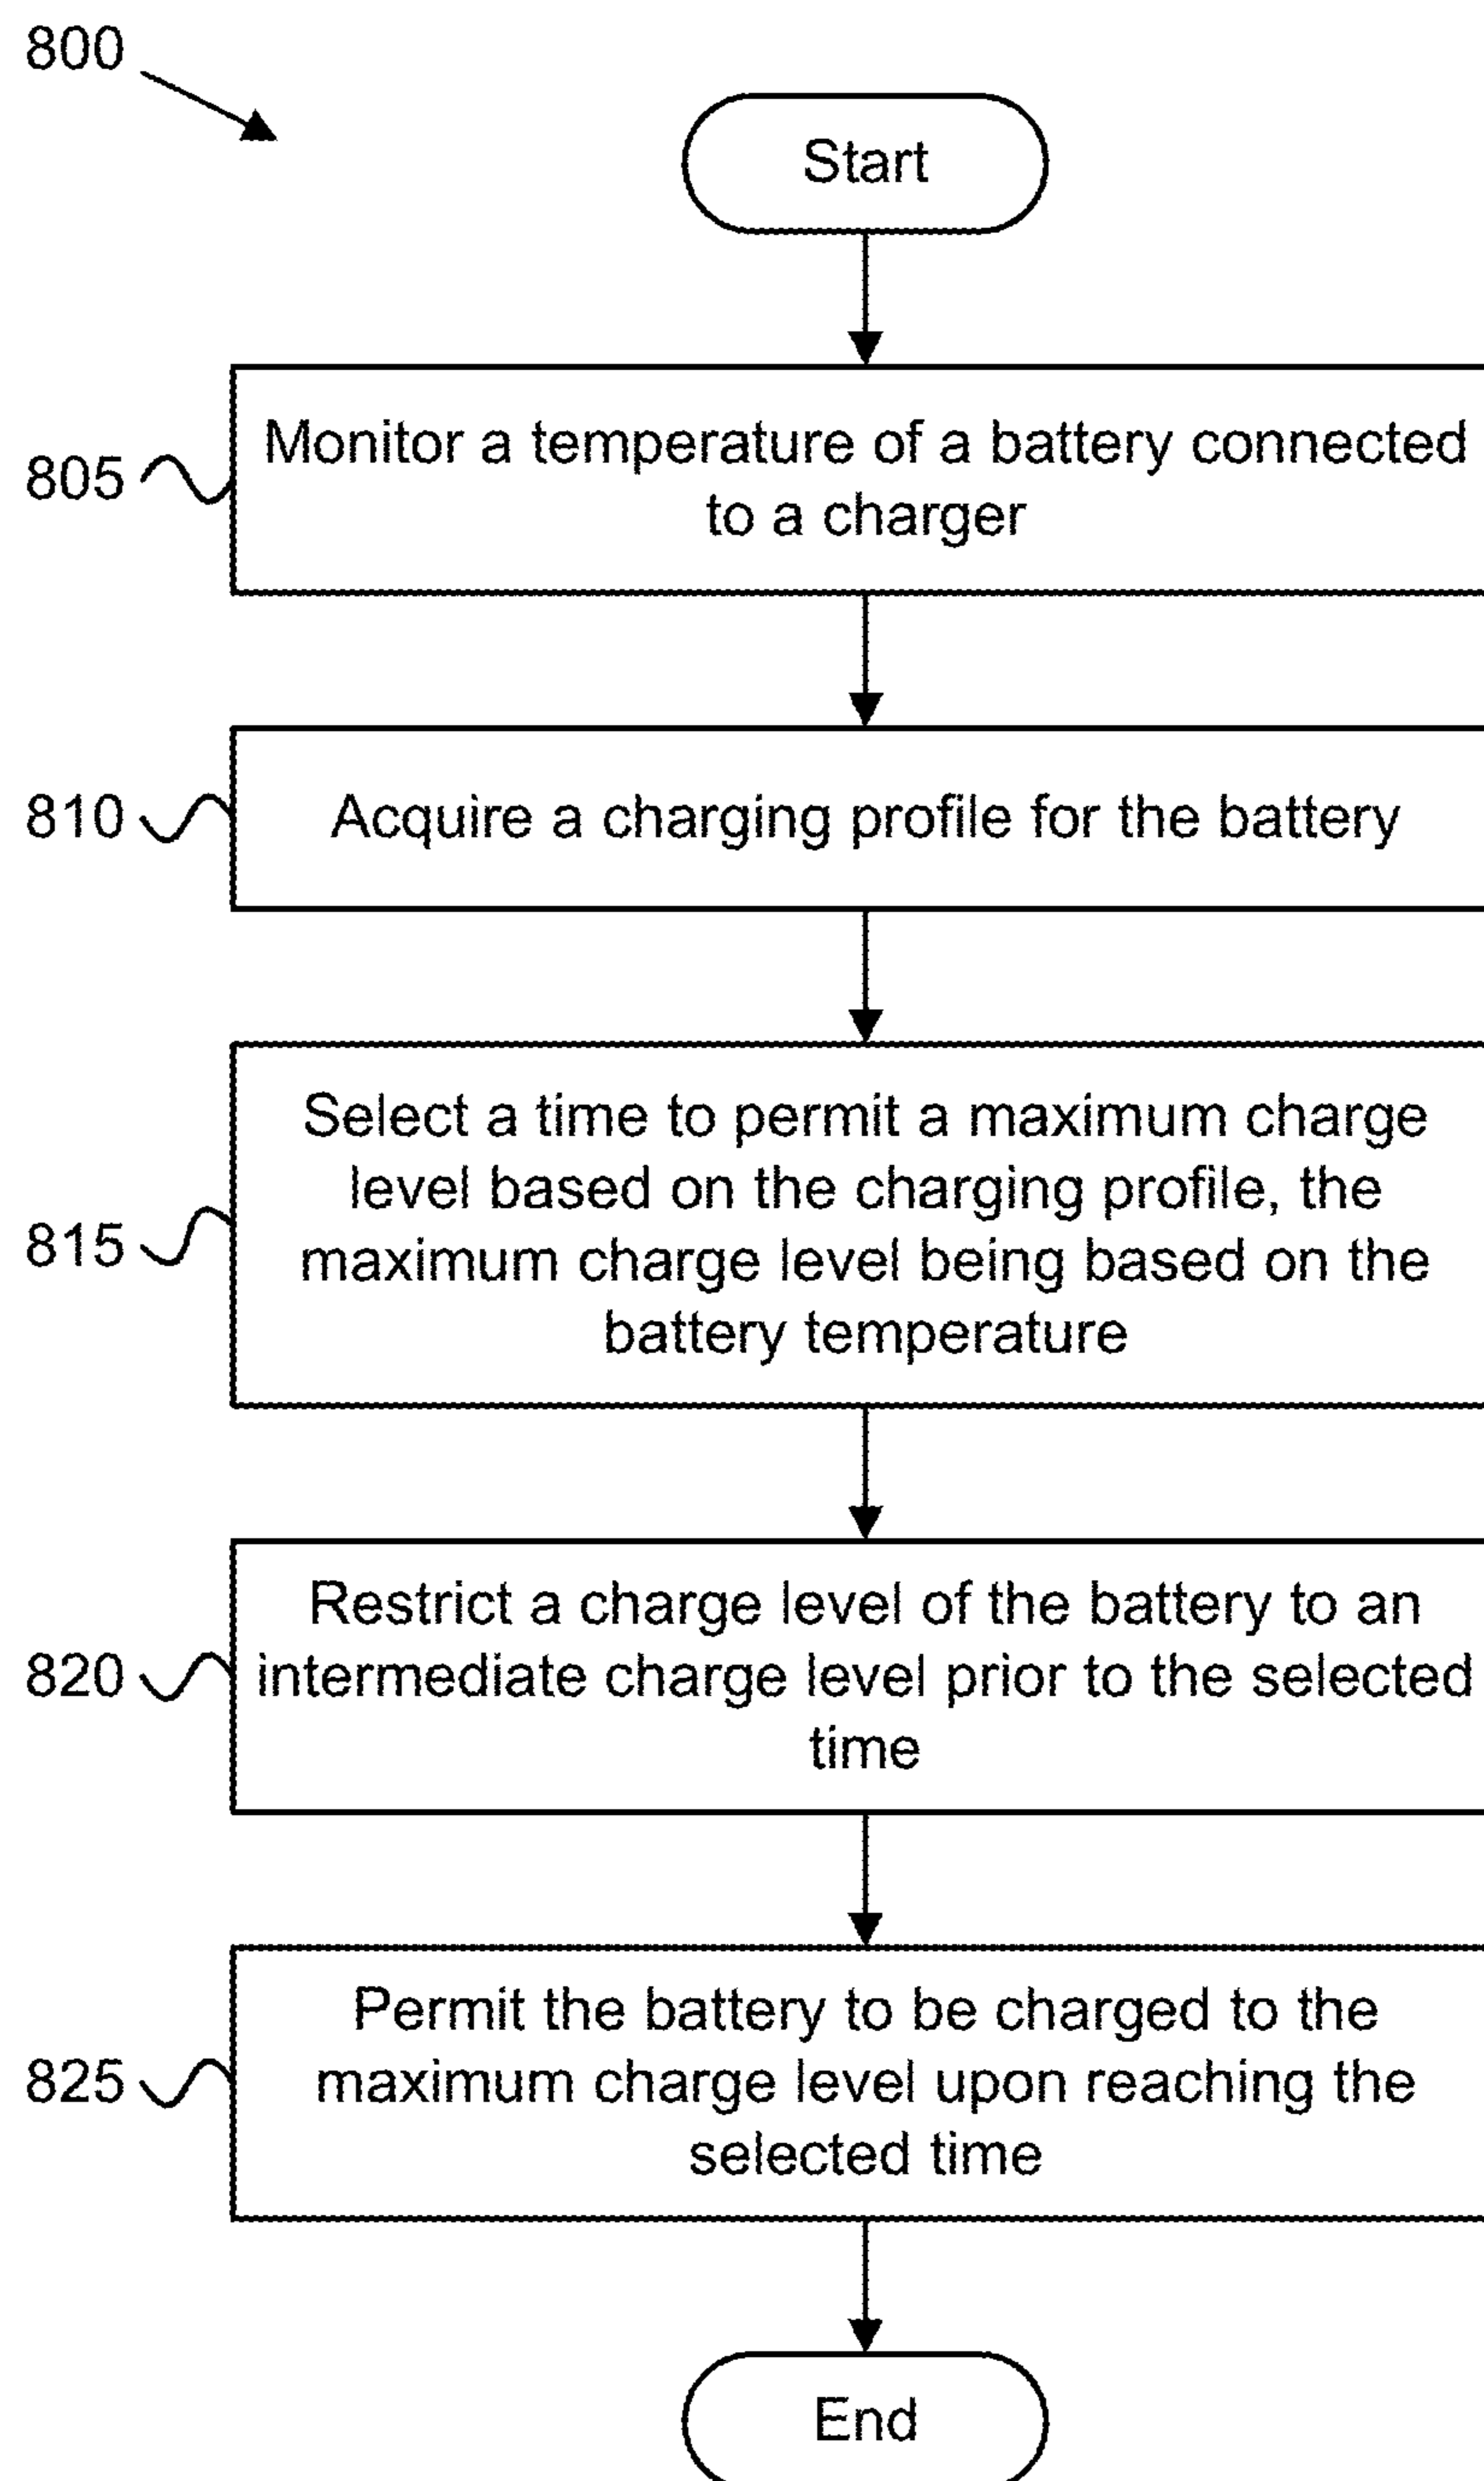 800
Start
805
Monitor a temperature of a battery connected
to a charger
810
Acquire a charging profile for the battery
815
Select a time to permit a maximum charge
level based on the charging profile, the
maximum charge level being based on the
battery temperature
820
Restrict a charge level of the battery to an
intermediate charge level prior to the selected
time
825
Permit the battery to be charged to the
maximum charge level upon reaching the
selected time
End